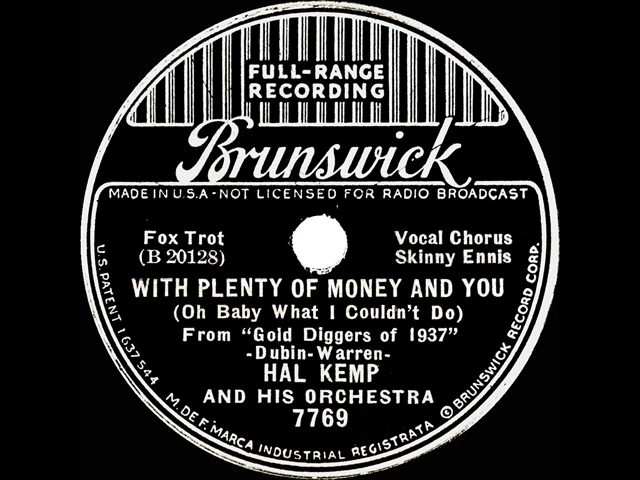 FULL-RANGE
RECORDING
Brunswick
MADE IN U.S.A - NOT LICENSED FOR RADIO BROADCAST
Fox Trot
(B 20128)
Vocal Chorus
Skinny Ennis
WITH PLENTY OF MONEY AND YOU
(Oh Baby What I Couldn't Do)
From "Gold Diggers of 1937"
-Dubin-Warren-
HAL KEMP
AND HIS ORCHESTRA
7769
U.S. PATENT 1637544
M. DE F. MARCA INDUSTRIAL REGISTRATA
© BRUNSWICK RECORD CORP.